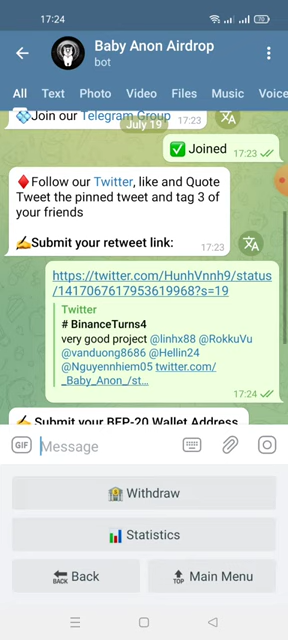 17:24
70
Baby Anon Airdrop
bot
All Text Photo Video Files Music Voice
Join our Telegram Group 17:23
July 19
✅ Joined 17:23
♦️Follow our Twitter, like and Quote
Tweet the pinned tweet and tag 3 of
your friends
✍️Submit your retweet link: 17:23
https://twitter.com/HunhVnnh9/status
/1417067617953619968?s=19
Twitter
# BinanceTurns4
very good project @linhx88 @RokkuVu
@vanduong8686 @Hellin24
@Nguyennhiem05 twitter.com/
_Baby_Anon_/st…
17:24
✍️Submit your BEP-20 Wallet Address
GIF Message
🏦 Withdraw
📊 Statistics
🔙 Back 🔝 Main Menu